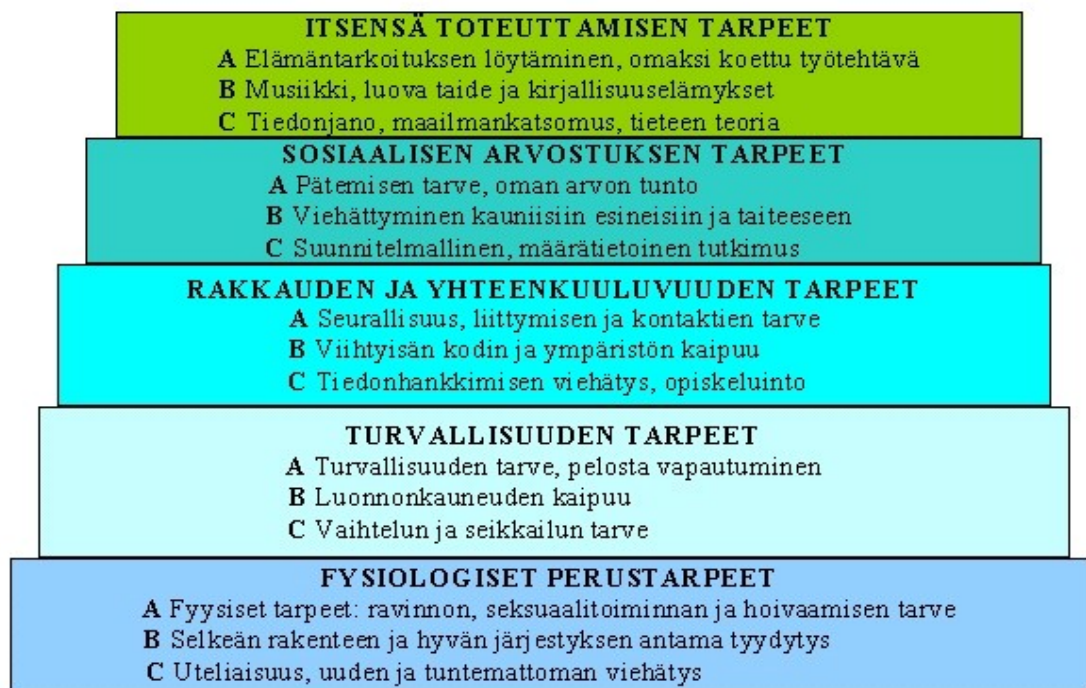 ITSENSÄ TOTEUTTAMISEN TARPEET
A Elämäntarkoituksen löytäminen, omaksi koettu työtehtävä
B Musiikki, luova taide ja kirjallisuuselämykset
C Tiedonjano, maailmankatsomus, tieteen teoria
SOSIAALISEN ARVOSTUKSEN TARPEET
A Pätemisen tarve, oman arvon tunto
B Viehättyminen kauniisiin esineisiin ja taiteeseen
C Suunnitelmallinen, määrätietoinen tutkimus
RAKKAUDEN JA YHTEENKUULUVUUDEN TARPEET
A Seurallisuus, liittymisen ja kontaktien tarve
B Viihtyisän kodin ja ympäristön kaipuu
C Tiedonhankkimisen viehätys, opiskeluinto
TURVALLISUUDEN TARPEET
A Turvallisuuden tarve, pelosta vapautuminen
B Luonnonkauneuden kaipuu
C Vaihtelun ja seikkailun tarve
FYSIOLOGISET PERUSTARPEET
A Fyysiset tarpeet: ravinnon, seksuaalitoiminnan ja hoivaamisen tarve
B Selkeän rakenteen ja hyvän järjestyksen antama tyydytys
C Uteliaisuus, uuden ja tuntemattoman viehätys